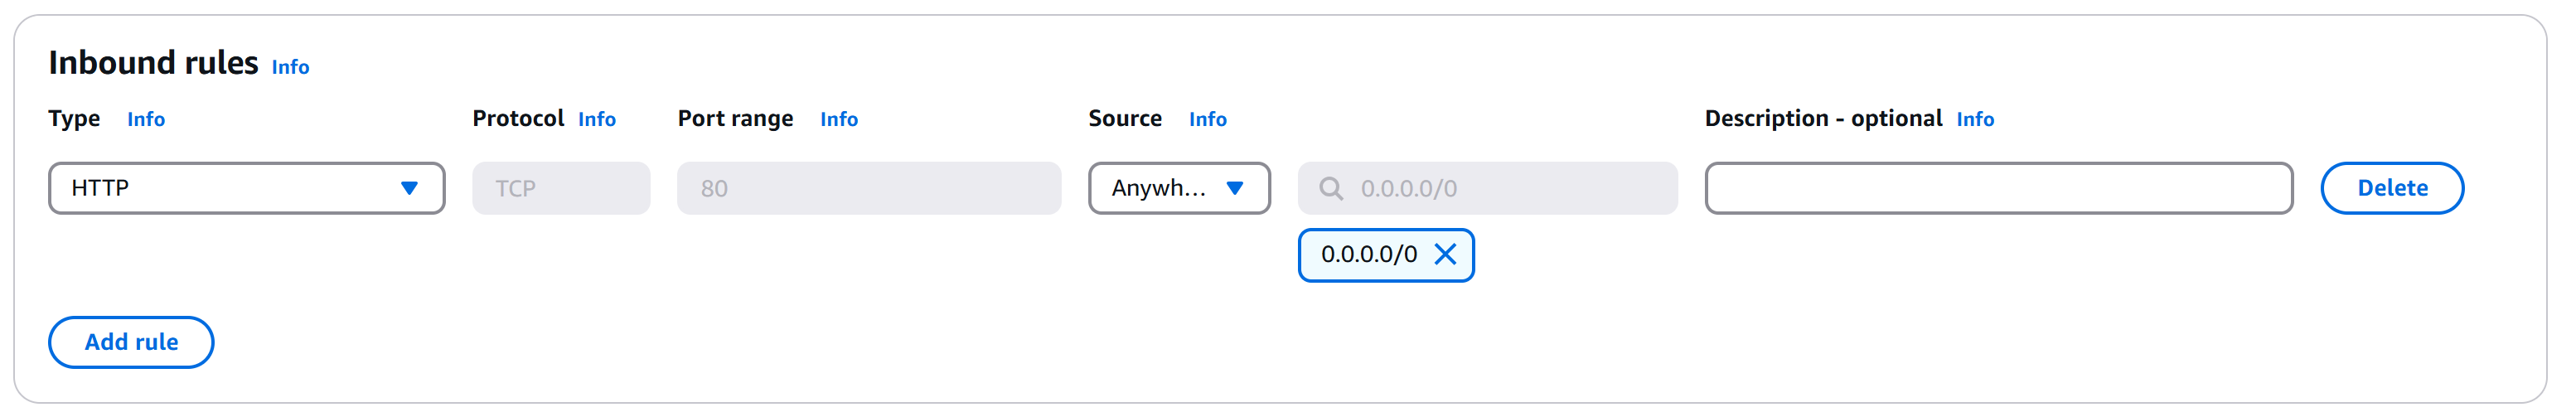 Inbound rules Info
Type Info Protocol Info Port range Info Source Info Description - optional Info
HTTP TCP 80 Anywh... 0.0.0.0/0 Delete
0.0.0.0/0
Add rule